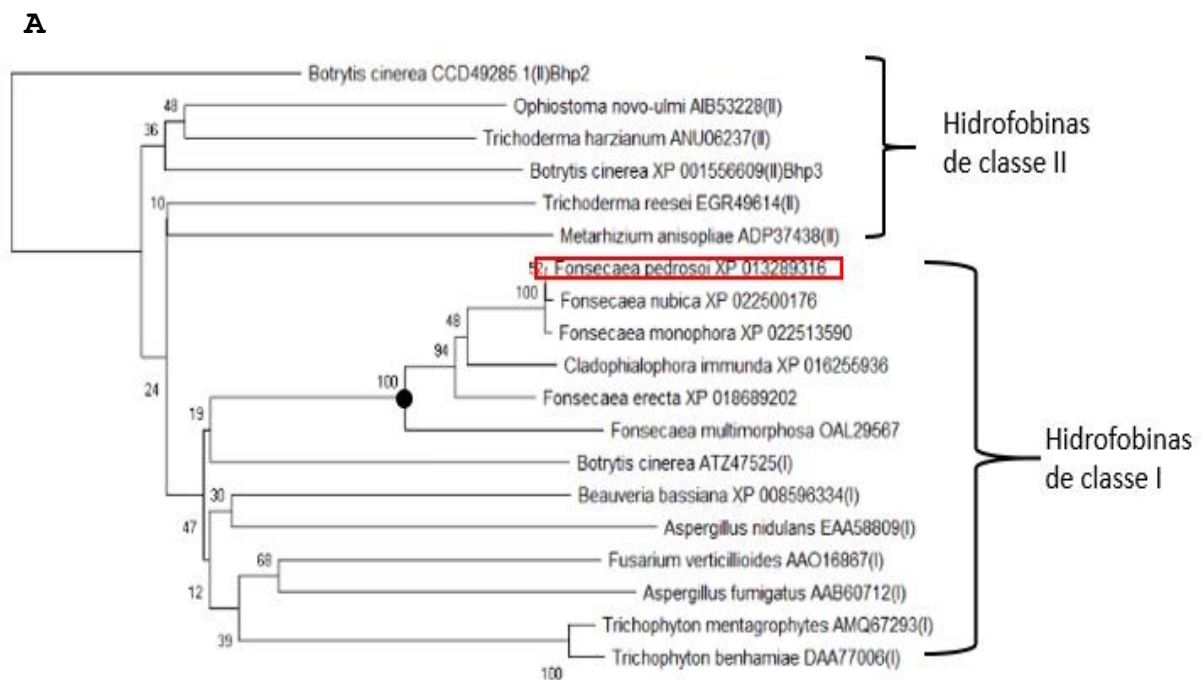 A
Botrytis cinerea CCD49285.1(II)Bhp2
48
Ophiostoma novo-ulmi AIB53228(II)
36
Trichoderma harzianum ANU06237(II)
Hidrofobinas
de classe II
Botrytis cinerea XP 001556609(II)Bhp3
10
Trichoderma reesei EGR49614(II)
Metarhizium anisopliae ADP37438(II)
52
Fonsecaea pedrosoi XP 013289316
100
Fonsecaea nubica XP 022500176
48
Fonsecaea monophora XP 022513590
94
Cladophialophora immunda XP 016255936
100
24
Fonsecaea erecta XP 018689202
19
Fonsecaea multimorphosa OAL29567
Hidrofobinas
de classe I
Botrytis cinerea ATZ47525(I)
30
Beauveria bassiana XP 008596334(I)
47
Aspergillus nidulans EAA58809(I)
68
Fusarium verticillioides AAO16867(I)
12
Aspergillus fumigatus AAB60712(I)
39
Trichophyton mentagrophytes AMQ67293(I)
100
Trichophyton benhamiae DAA77006(I)